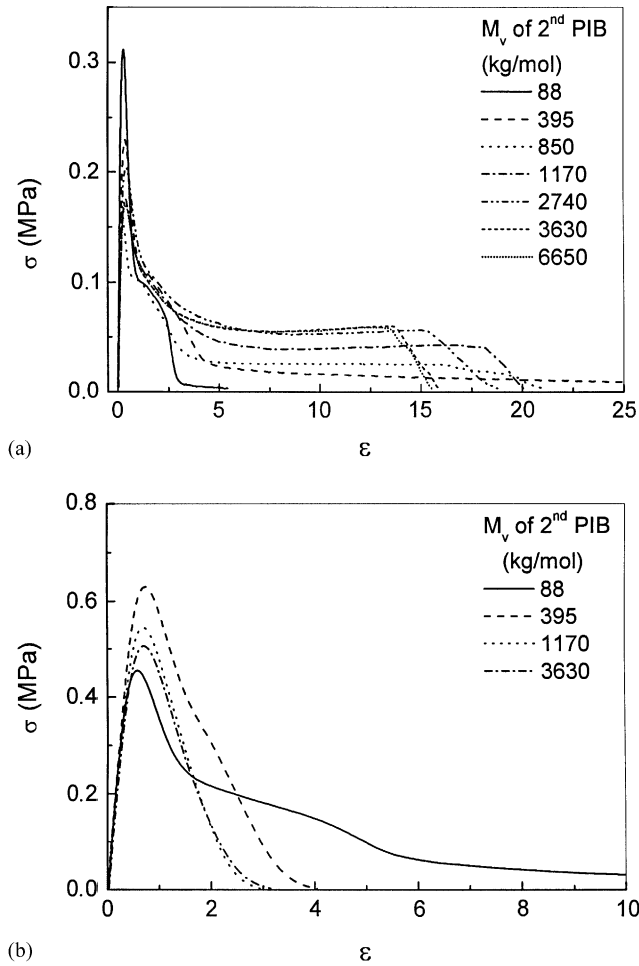 M_v of 2^nd PIB
(kg/mol)
88
395
850
1170
2740
3630
6650
0.3
0.2
0.1
0.0
σ (MPa)
0 5 10 15 20 25
(a)
ε
M_v of 2^nd PIB
(kg/mol)
88
395
1170
3630
0.8
0.6
0.4
0.2
0.0
σ (MPa)
0 2 4 6 8 10
(b)
ε